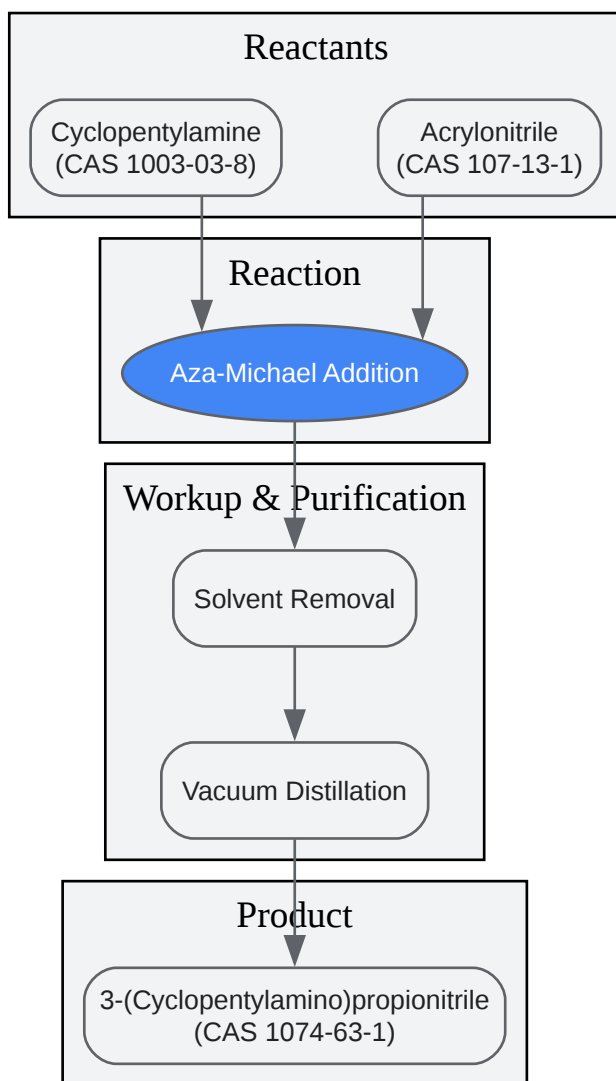 Reactants
Cyclopentylamine
(CAS 1003-03-8)
Acrylonitrile
(CAS 107-13-1)
Reaction
Aza-Michael Addition
Workup & Purification
Solvent Removal
Vacuum Distillation
Product
3-(Cyclopentylamino)propionitrile
(CAS 1074-63-1)